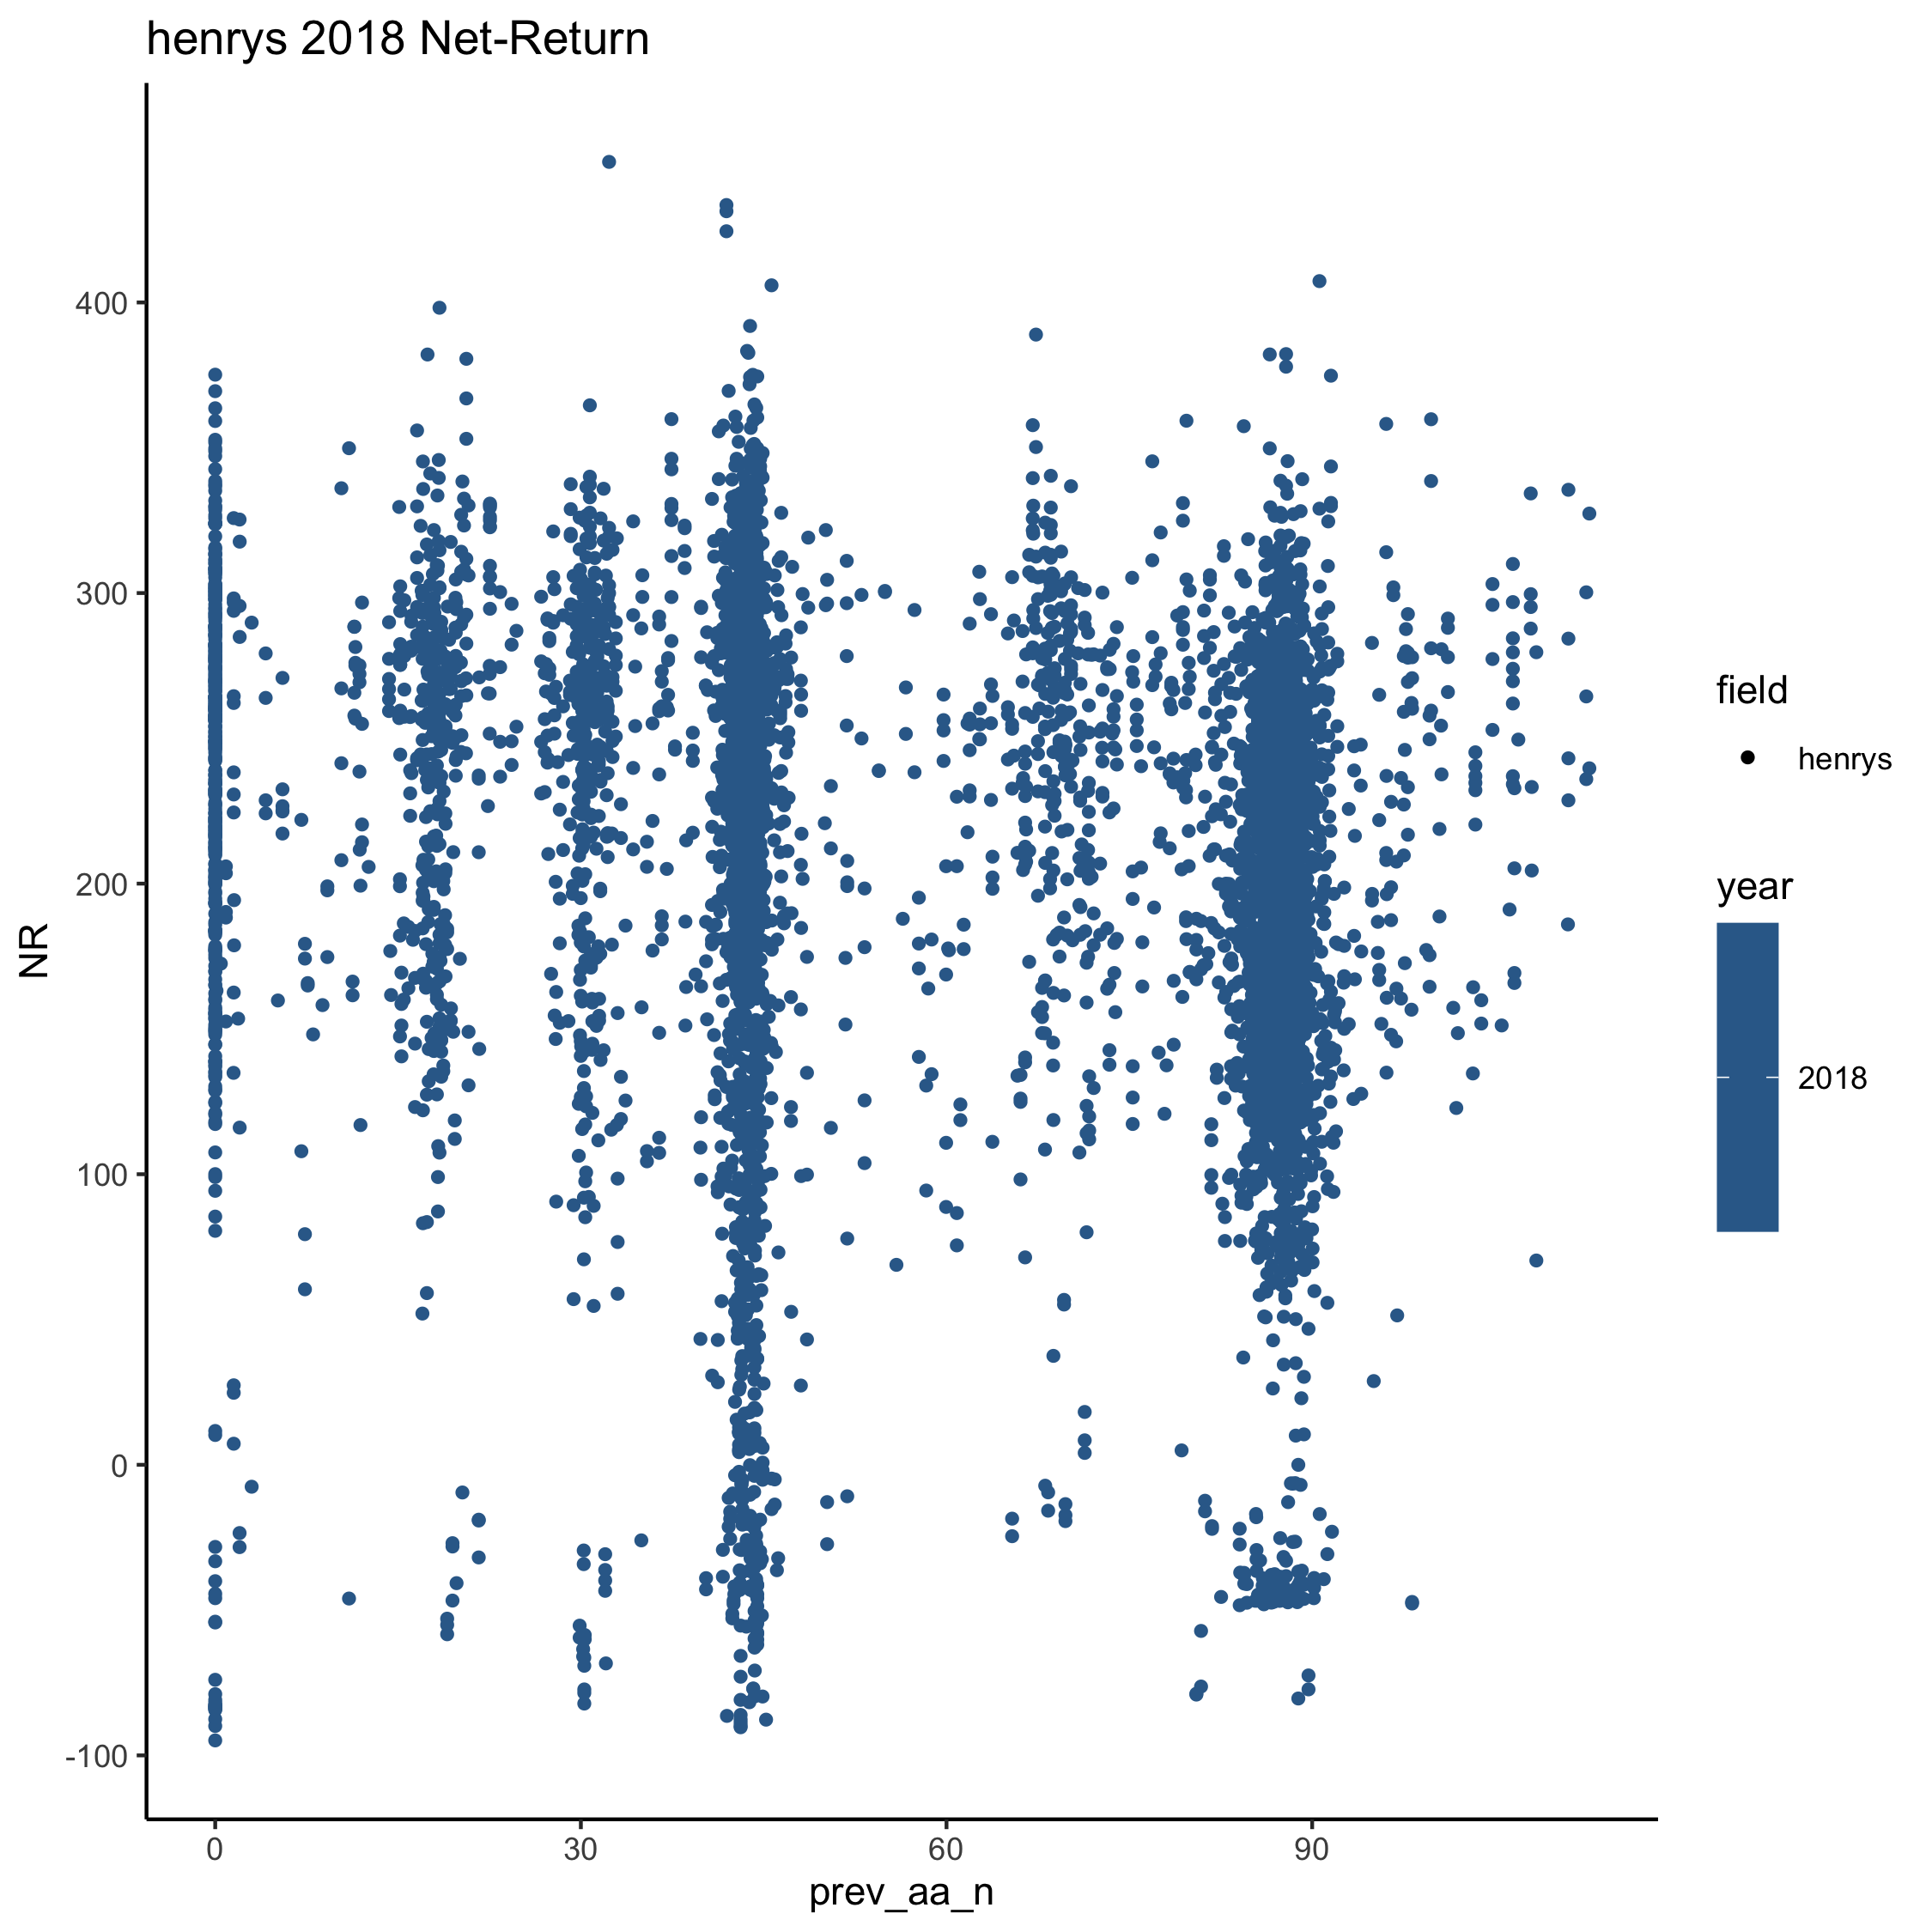 henrys 2018 Net-Return
NR
400
300
200
100
0
-100
0 30 60 90
prev_aa_n
field
henrys
year
2018